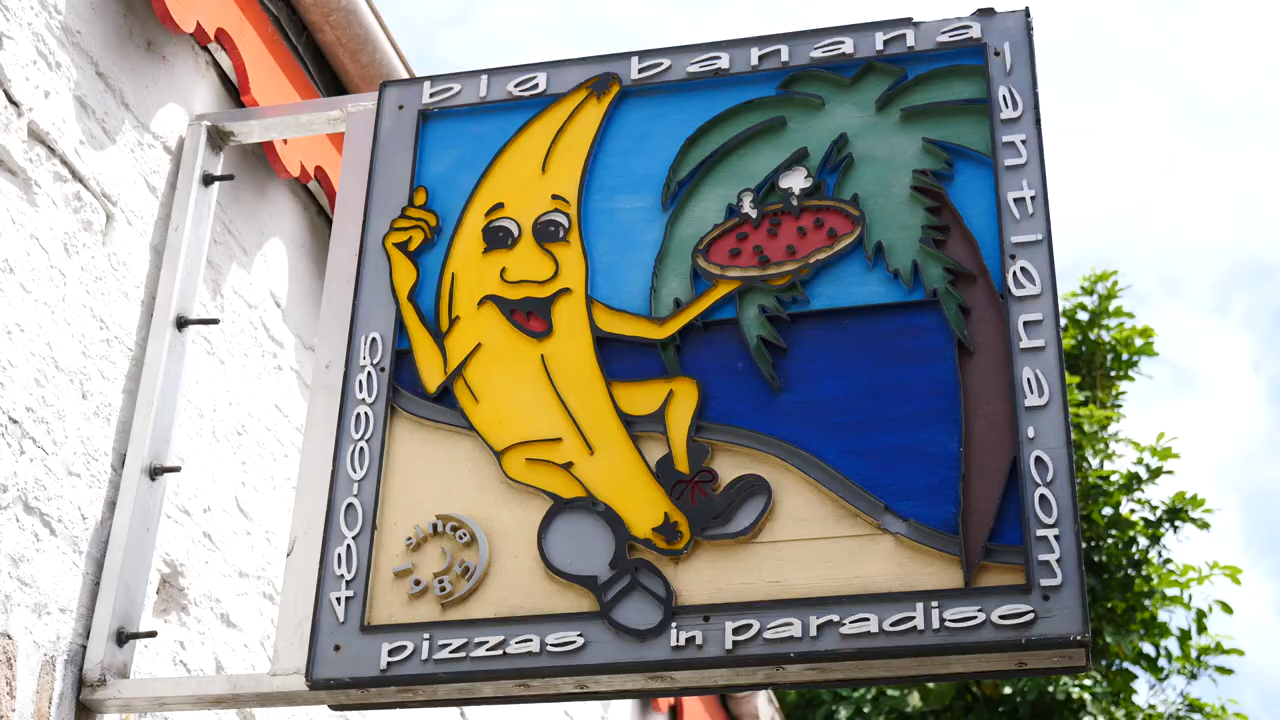 big banana
-antigua.com
480-6985
since
1985
pizzas in paradise